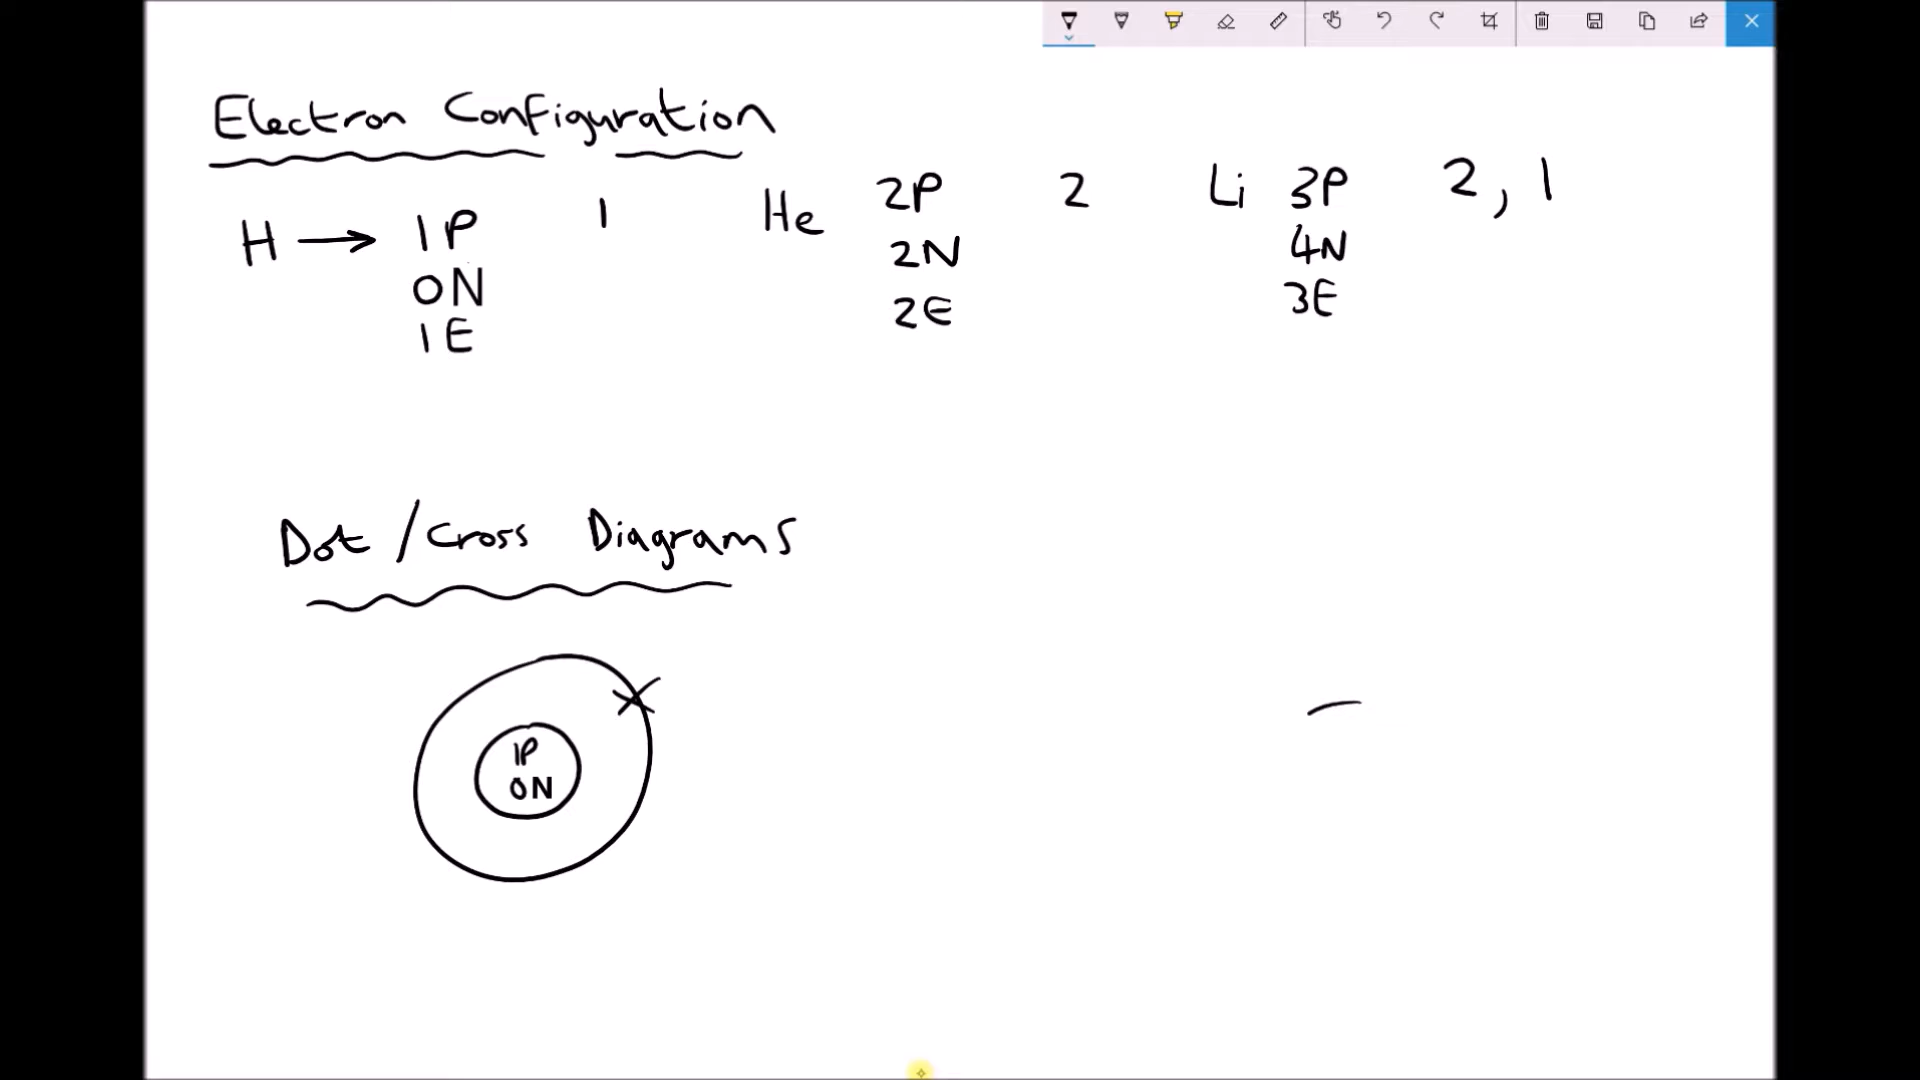 Electron Configuration
H → 1P 1
0N
1E
He 2P 2
2N
2E
Li 3P 2, 1
4N
3E
Dot / Cross Diagrams
1P
0N